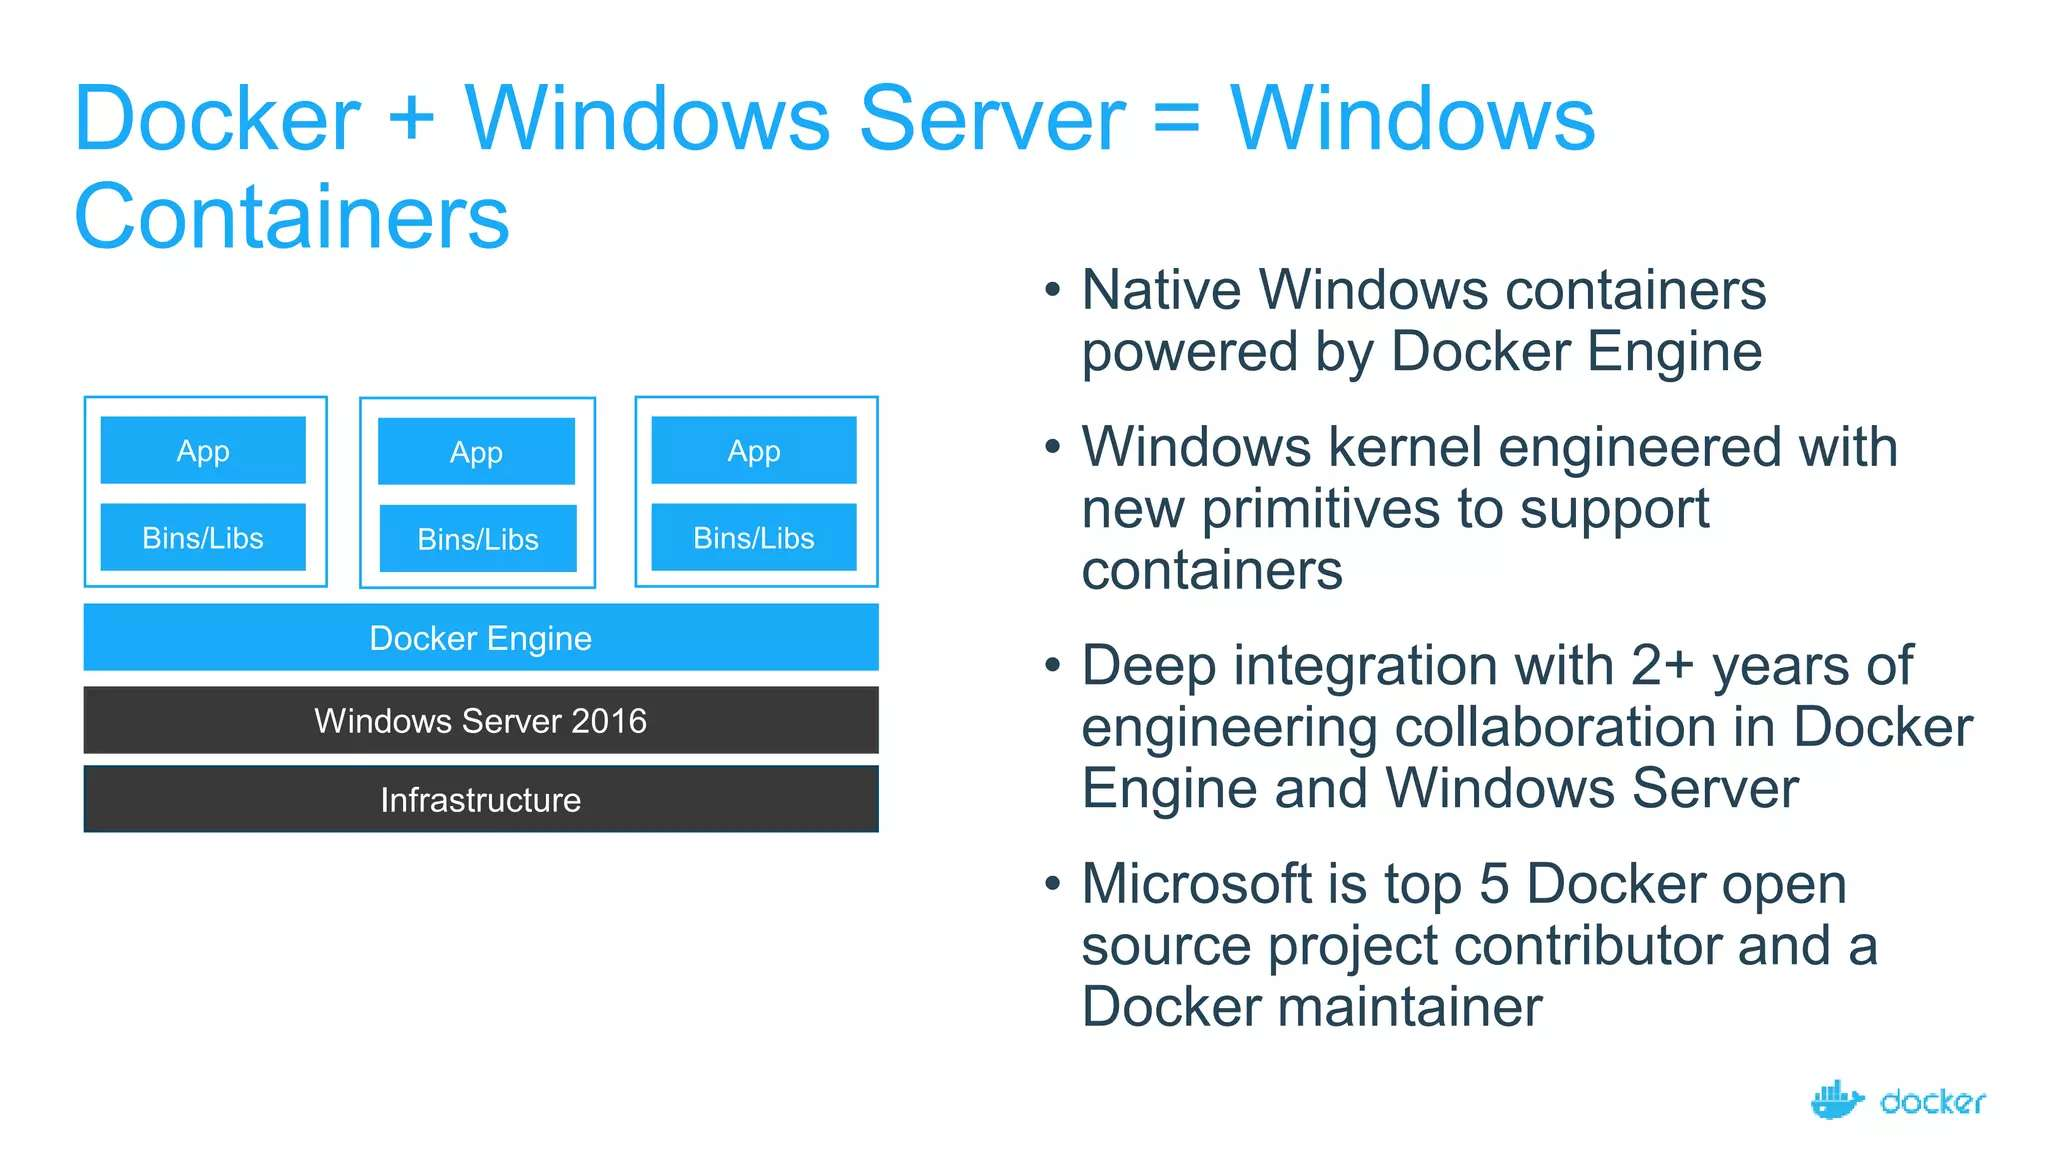 Docker + Windows Server = Windows
Containers
App
App
App
Bins/Libs
Bins/Libs
Bins/Libs
Docker Engine
Windows Server 2016
Infrastructure
• Native Windows containers
powered by Docker Engine
• Windows kernel engineered with
new primitives to support
containers
• Deep integration with 2+ years of
engineering collaboration in Docker
Engine and Windows Server
• Microsoft is top 5 Docker open
source project contributor and a
Docker maintainer
docker